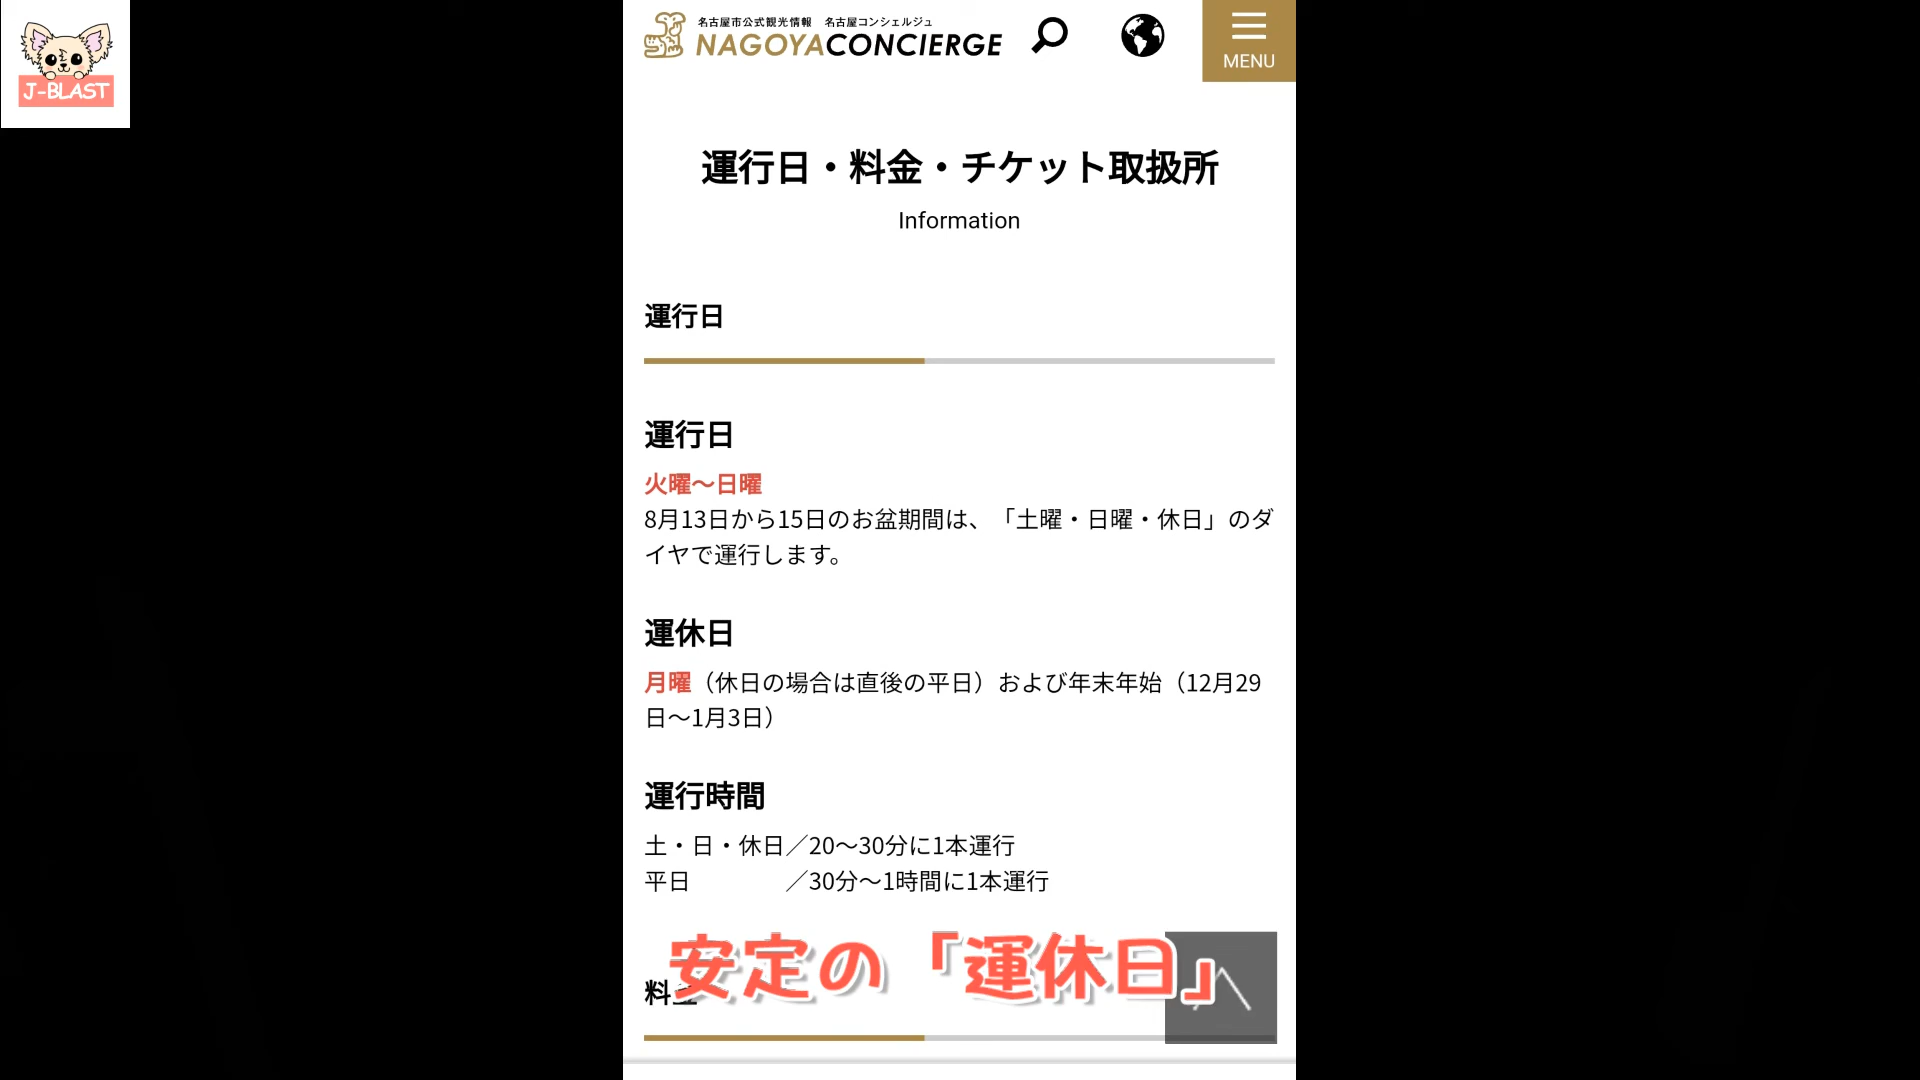 J-BLAST
名古屋市公式観光情報 名古屋コンシェルジュ
NAGOYACONCIERGE
MENU
運行日・料金・チケット取扱所
Information
運行日
運行日
火曜〜日曜
8月13日から15日のお盆期間は、「土曜・日曜・休日」のダ
イヤで運行します。
運休日
月曜（休日の場合は直後の平日）および年末年始（12月29
日〜1月3日）
運行時間
土・日・休日／20〜30分に1本運行
平日　　　　／30分〜1時間に1本運行
安定の「運休日」
料金